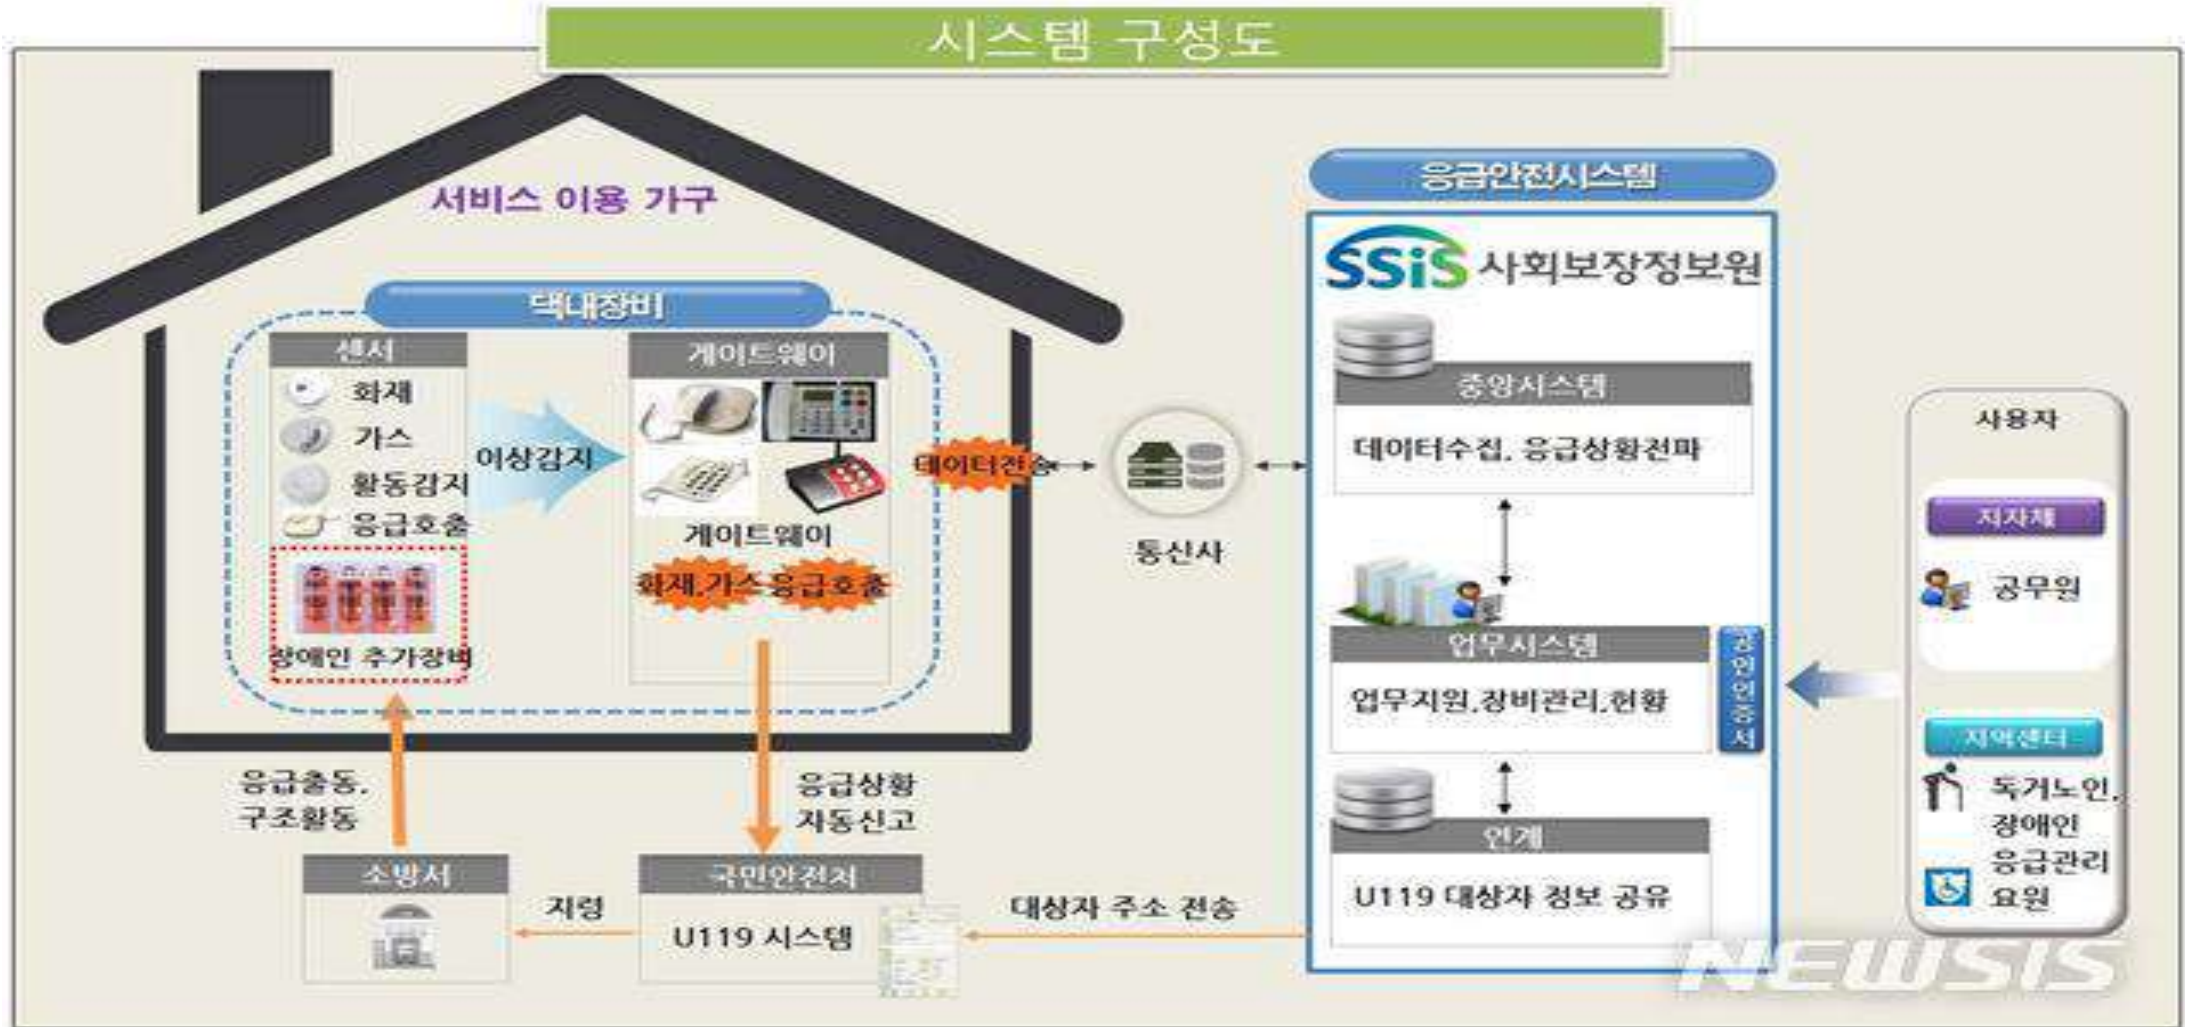 시스템 구성도
서비스 이용 가구
댁내장비
센서
화재
가스
활동감지
응급호출
장애인 추가장비
이상감지
게이트웨이
게이트웨이
화재,가스 응급호출
데이터전송
통신사
응급안전시스템
SSiS 사회보장정보원
중앙시스템
데이터수집, 응급상황전파
업무시스템
업무지원,장비관리,현황
공인인증서
연계
U119 대상자 정보 공유
사용자
지자체
공무원
지역센터
독거노인,
장애인
응급관리
요원
응급출동,
구조활동
응급상황
자동신고
소방서
지령
국민안전처
U119 시스템
대상자 주소 전송
NEWSIS